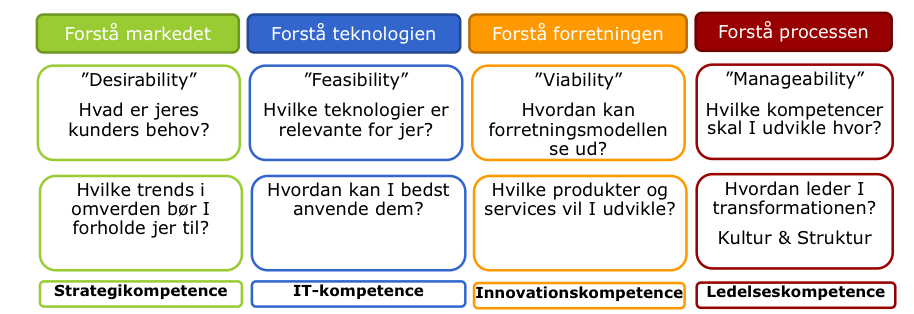 Forstå markedet
Forstå teknologien
Forstå forretningen
Forstå processen
”Desirability”
Hvad er jeres
kunders behov?
”Feasibility”
Hvilke teknologier er
relevante for jer?
”Viability”
Hvordan kan
forretningsmodellen
se ud?
”Manageability”
Hvilke kompetencer
skal I udvikle hvor?
Hvilke trends i
omverden bør I
forholde jer til?
Hvordan kan I bedst
anvende dem?
Hvilke produkter og
services vil I udvikle?
Hvordan leder I
transformationen?
Kultur & Struktur
Strategikompetence
IT-kompetence
Innovationskompetence
Ledelseskompetence